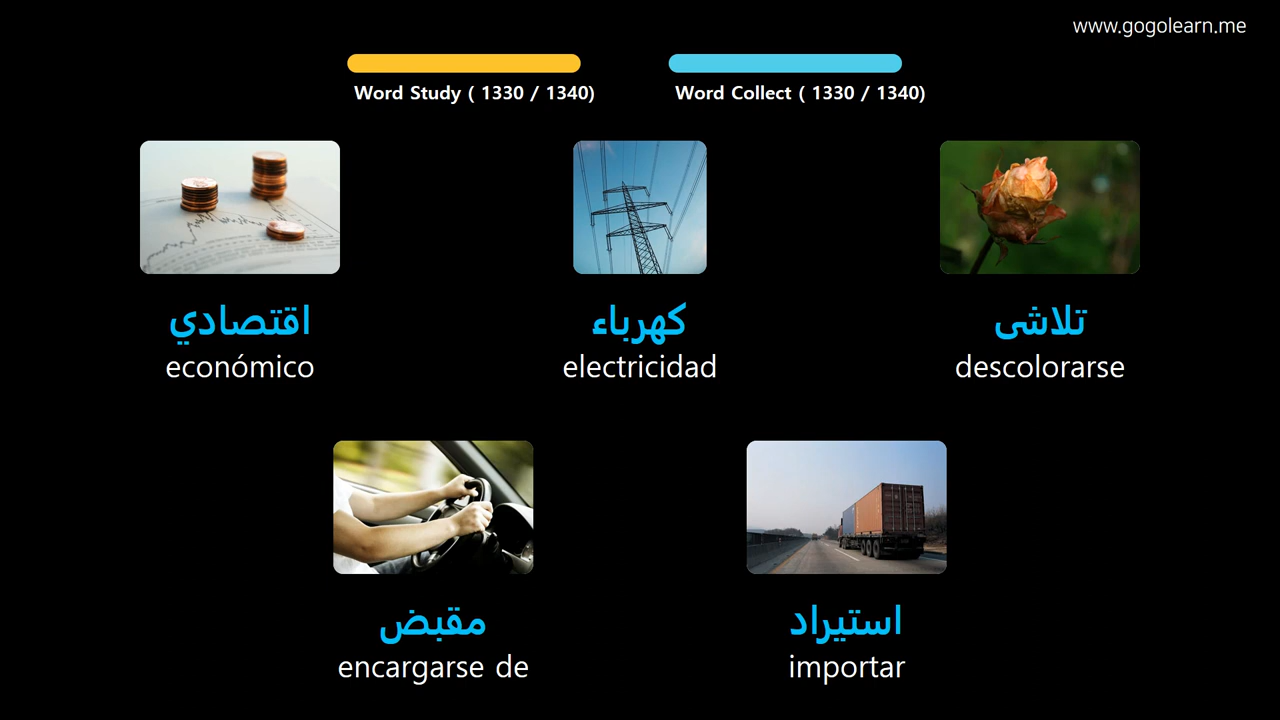 www.gogolearn.me
Word Study ( 1330 / 1340)
Word Collect ( 1330 / 1340)
اقتصادي
económico
كهرباء
electricidad
تلاشى
descolorarse
مقبض
encargarse de
استيراد
importar